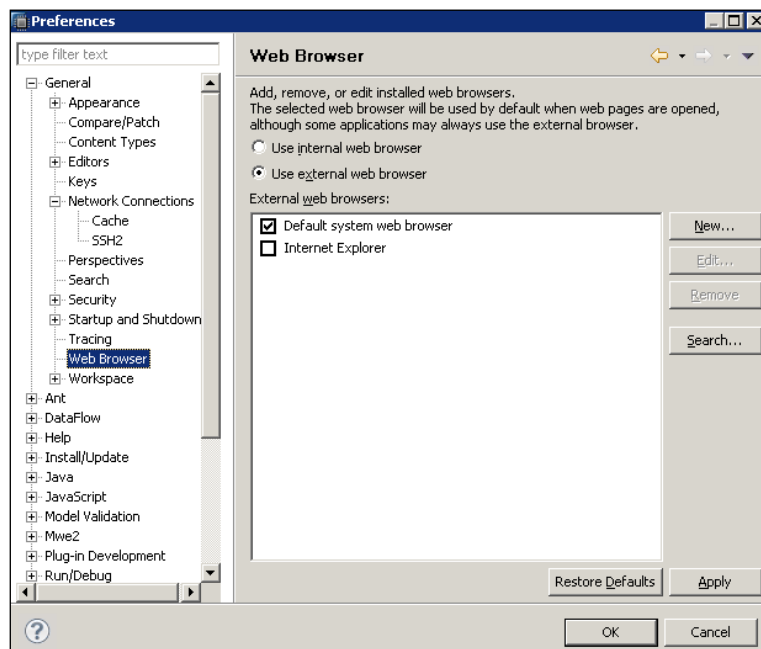 Preferences
type filter text
General
Appearance
Compare/Patch
Content Types
Editors
Keys
Network Connections
Cache
SSH2
Perspectives
Search
Security
Startup and Shutdown
Tracing
Web Browser
Workspace
Ant
DataFlow
Help
Install/Update
Java
JavaScript
Model Validation
Mwe2
Plug-in Development
Run/Debug
Web Browser
Add, remove, or edit installed web browsers.
The selected web browser will be used by default when web pages are opened,
although some applications may always use the external browser.
Use internal web browser
Use external web browser
External web browsers:
Default system web browser
Internet Explorer
New...
Edit...
Remove
Search...
Restore Defaults
Apply
?
OK
Cancel